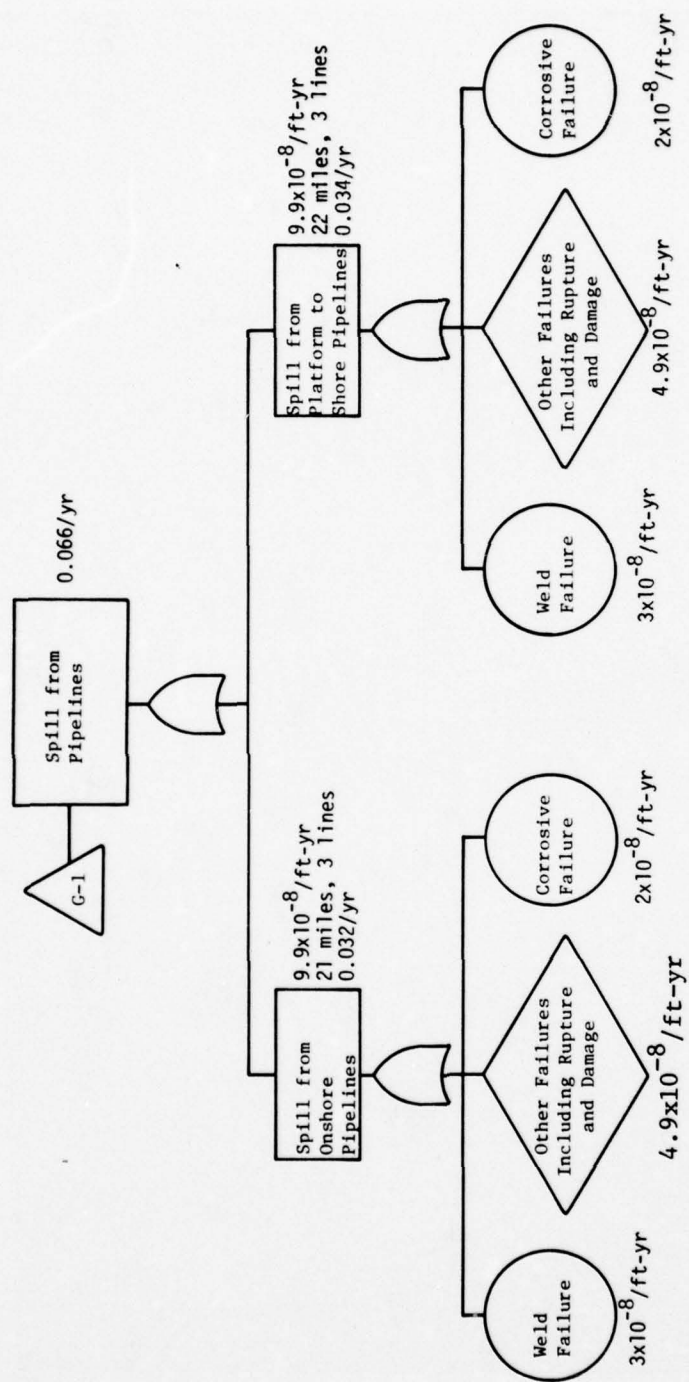 G-1
Spill from
Pipelines
0.066/yr
Spill from
Onshore
Pipelines
9.9x10⁻⁸/ft-yr
21 miles, 3 lines
0.032/yr
Spill from
Platform to
Shore Pipelines
9.9x10⁻⁸/ft-yr
22 miles, 3 lines
0.034/yr
Weld
Failure
3x10⁻⁸/ft-yr
Other Failures
Including Rupture
and Damage
4.9x10⁻⁸/ft-yr
Corrosive
Failure
2x10⁻⁸/ft-yr
Weld
Failure
3x10⁻⁸/ft-yr
Other Failures
Including Rupture
and Damage
4.9x10⁻⁸/ft-yr
Corrosive
Failure
2x10⁻⁸/ft-yr